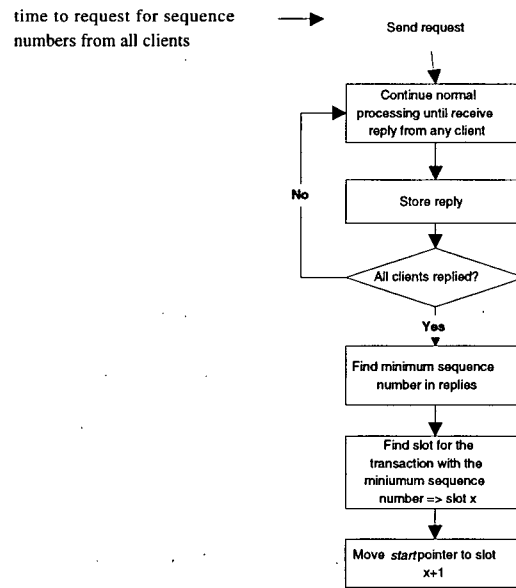 time to request for sequence
numbers from all clients
Send request
Continue normal
processing until receive
reply from any client
No
Store reply
All clients replied?
Yes
Find minimum sequence
number in replies
Find slot for the
transaction with the
miniumum sequence
number => slot x
Move start pointer to slot
x+1